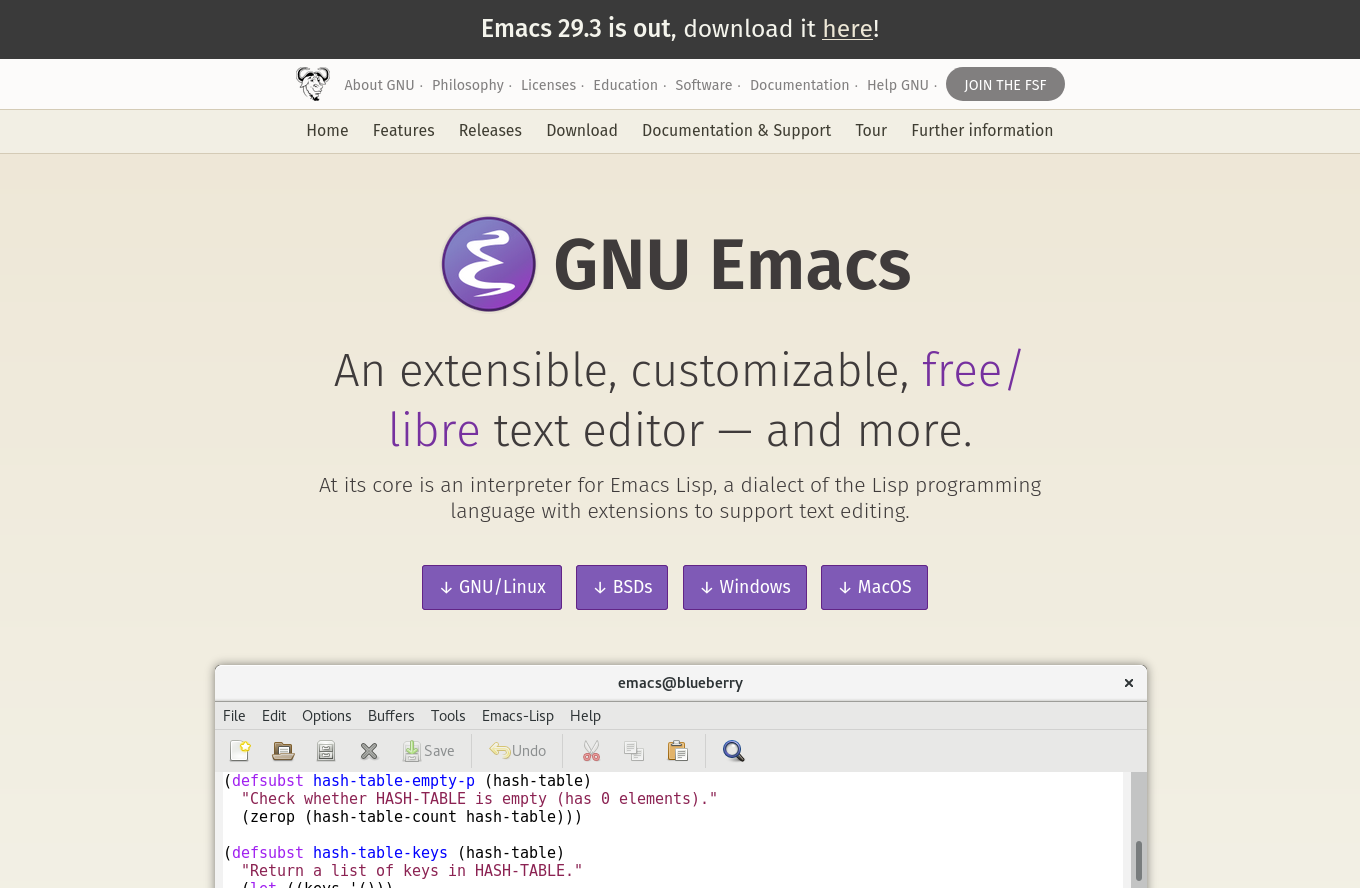 Emacs 29.3 is out, download it here!
About GNU · Philosophy · Licenses · Education · Software · Documentation · Help GNU · JOIN THE FSF
Home Features Releases Download Documentation & Support Tour Further information
GNU Emacs
An extensible, customizable, free/
libre text editor — and more.
At its core is an interpreter for Emacs Lisp, a dialect of the Lisp programming
language with extensions to support text editing.
↓ GNU/Linux ↓ BSDs ↓ Windows ↓ MacOS
emacs@blueberry ×
File Edit Options Buffers Tools Emacs-Lisp Help
Save Undo
(defsubst hash-table-empty-p (hash-table)
"Check whether HASH-TABLE is empty (has 0 elements)."
(zerop (hash-table-count hash-table)))
(defsubst hash-table-keys (hash-table)
"Return a list of keys in HASH-TABLE."
(let ((keys '()))